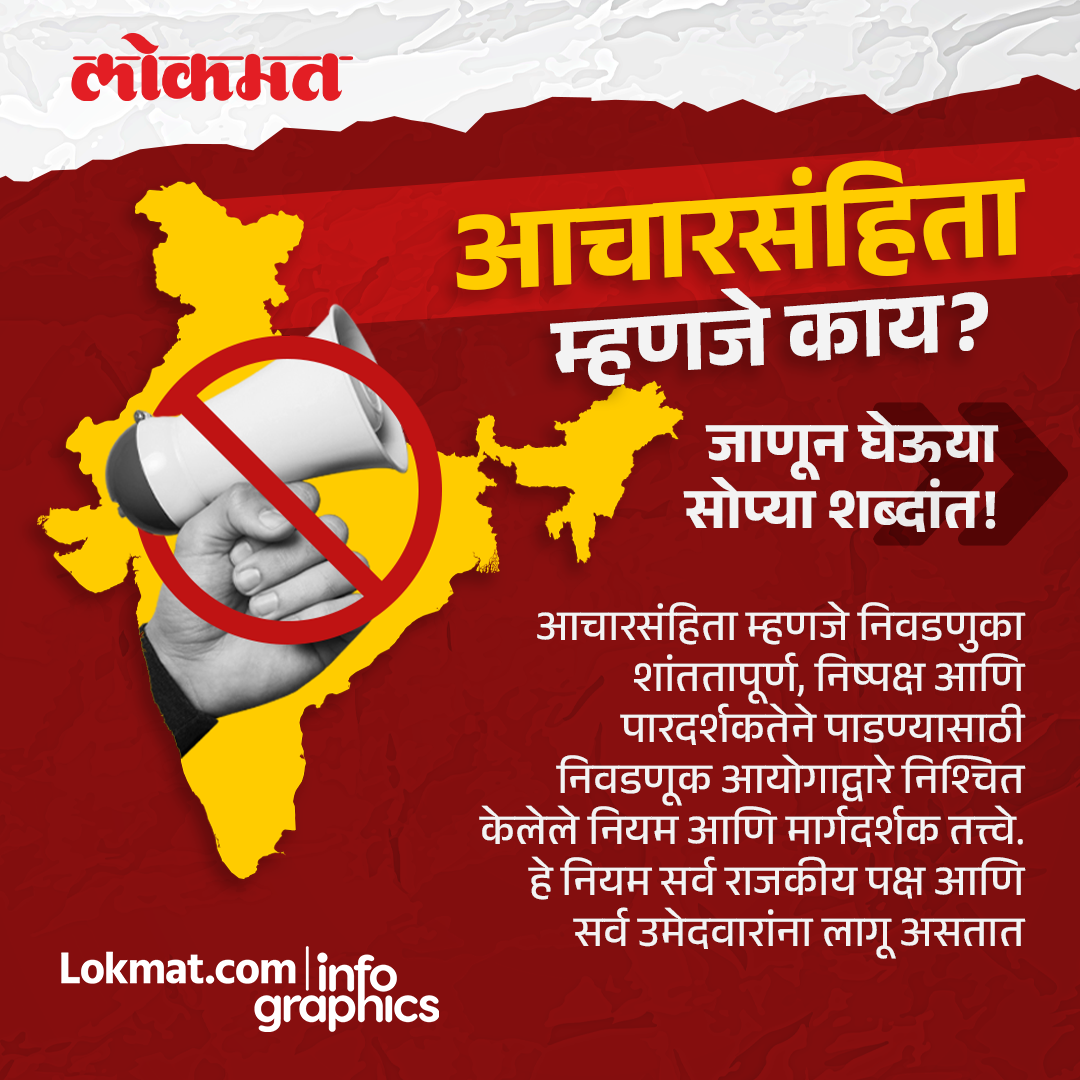 लोकमत
आचारसंहिता
म्हणजे काय?
जाणून घेऊया
सोप्या शब्दांत!
आचारसंहिता म्हणजे निवडणुका
शांततापूर्ण, निष्पक्ष आणि
पारदर्शकतेने पाडण्यासाठी
निवडणूक आयोगाद्वारे निश्चित
केलेले नियम आणि मार्गदर्शक तत्त्वे.
हे नियम सर्व राजकीय पक्ष आणि
सर्व उमेदवारांना लागू असतात
Lokmat.com | info
graphics